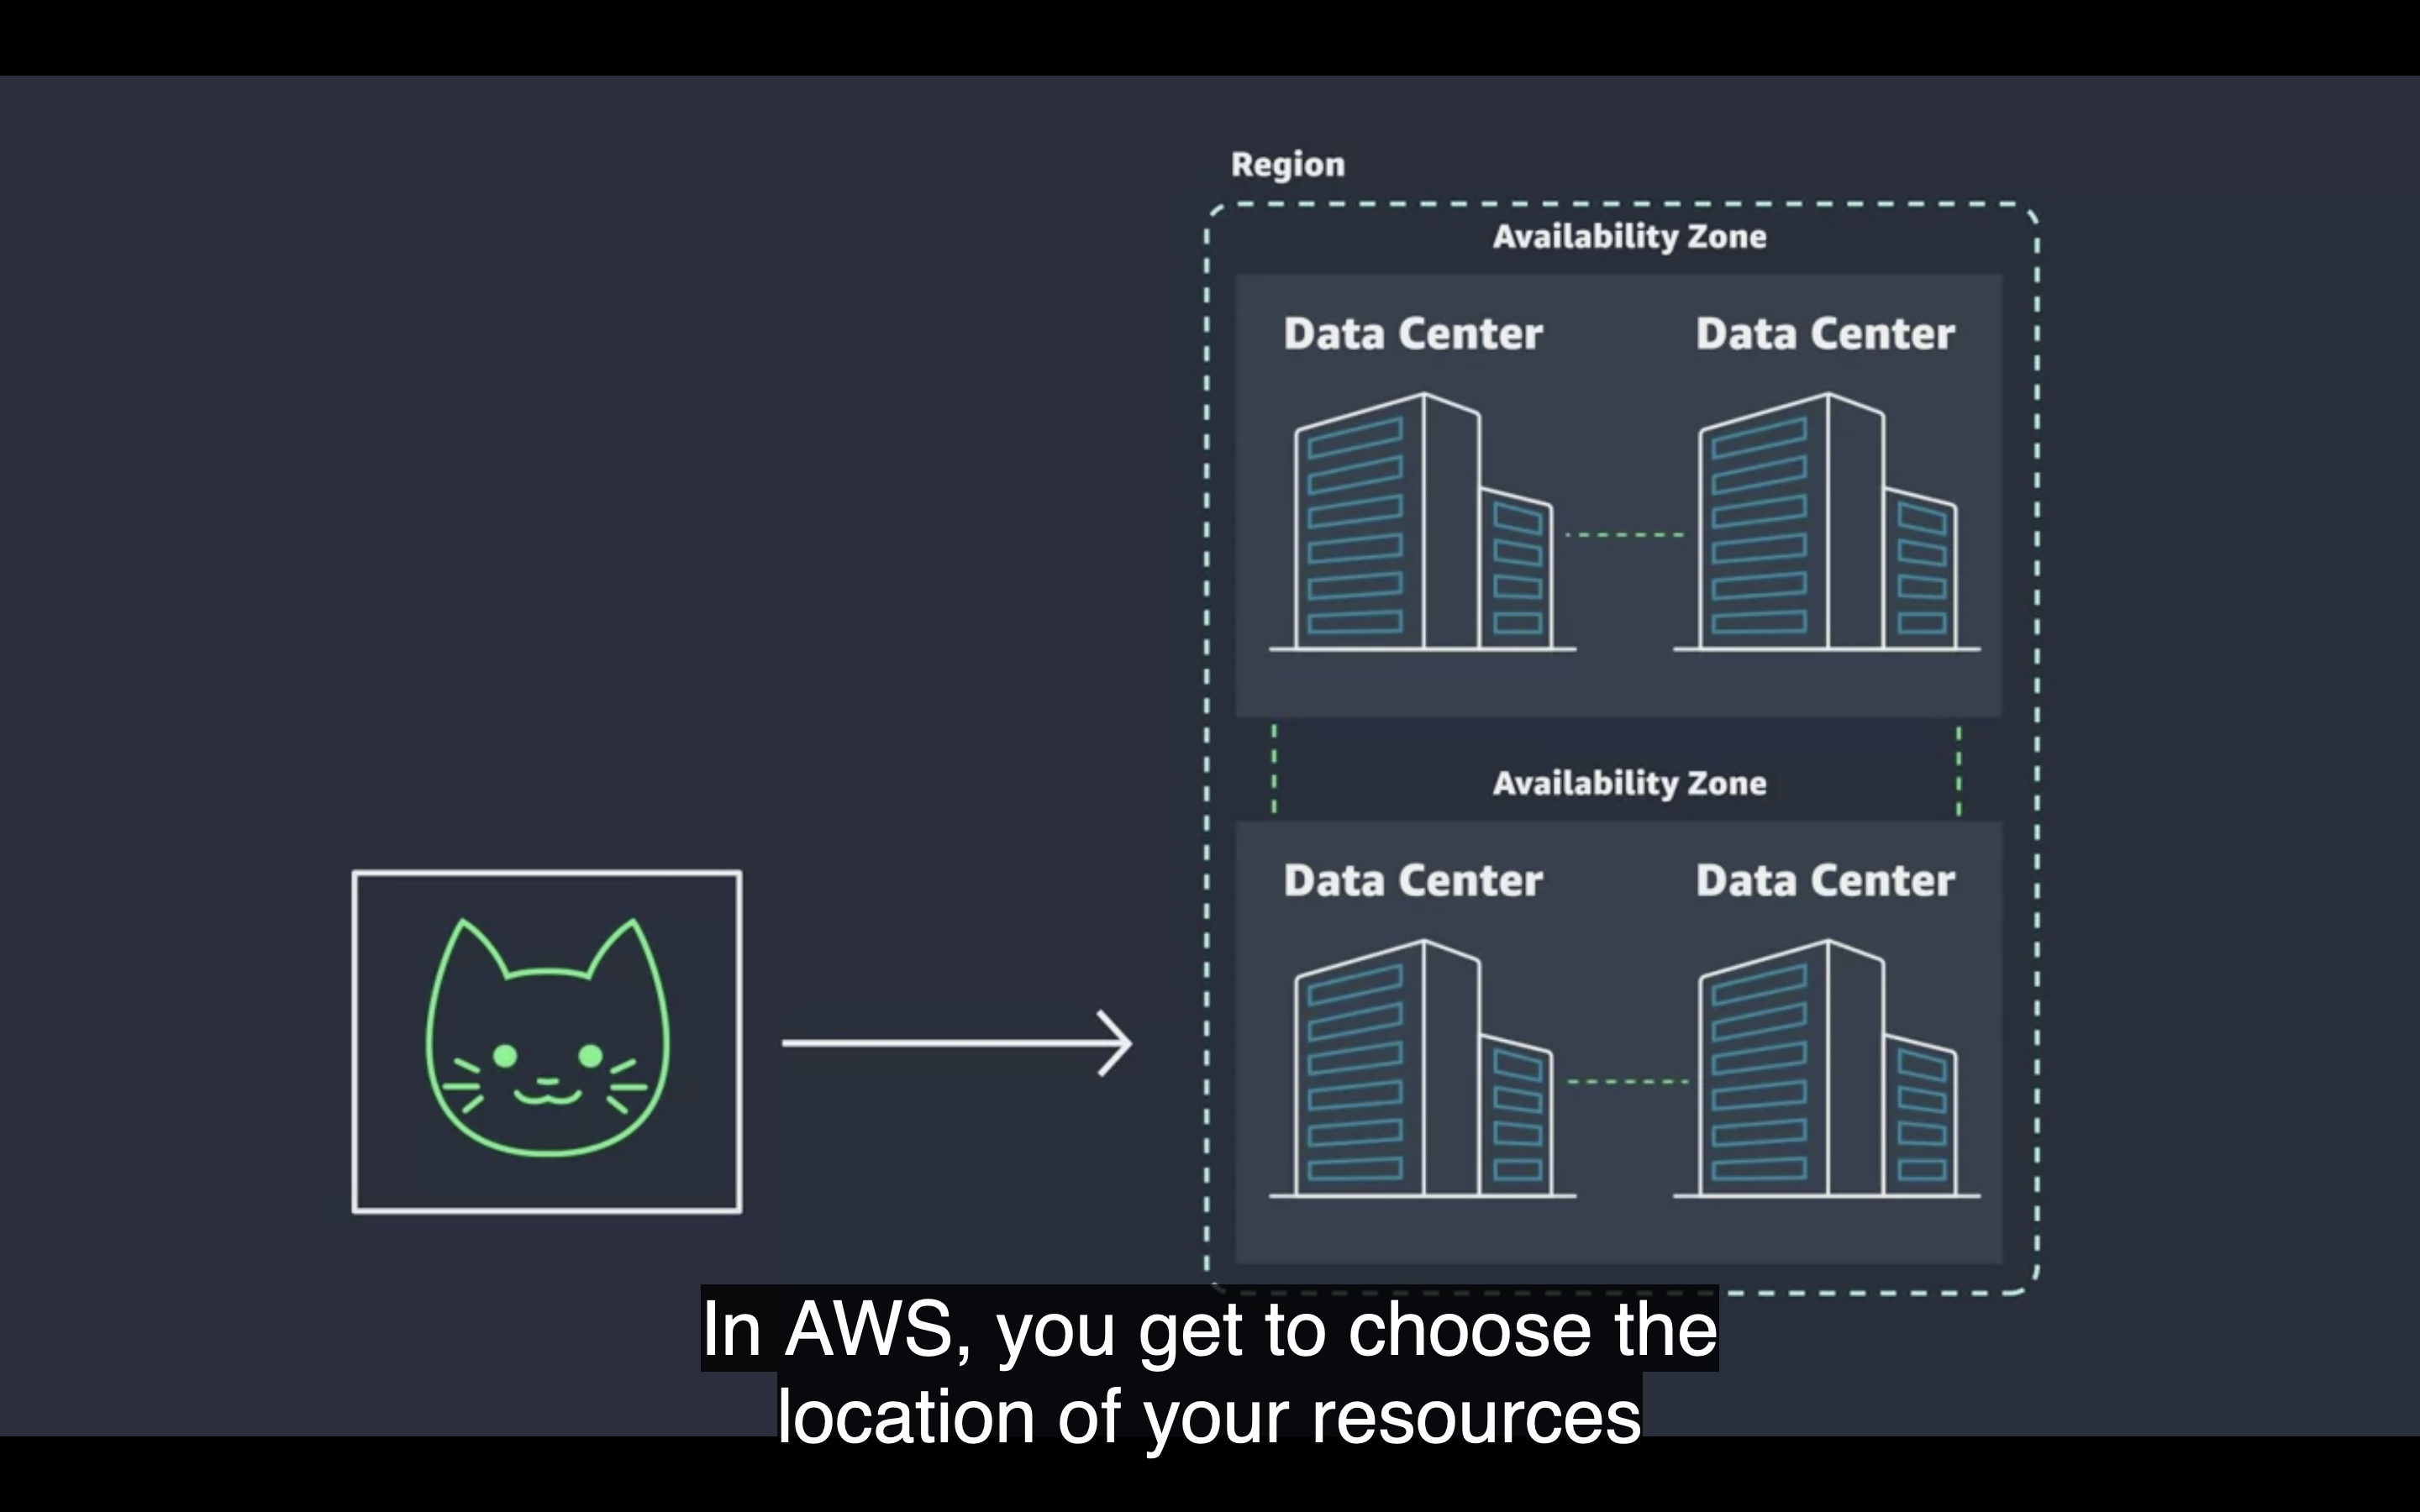 Region
Availability Zone
Data Center Data Center
Availability Zone
Data Center Data Center
In AWS, you get to choose the
location of your resources